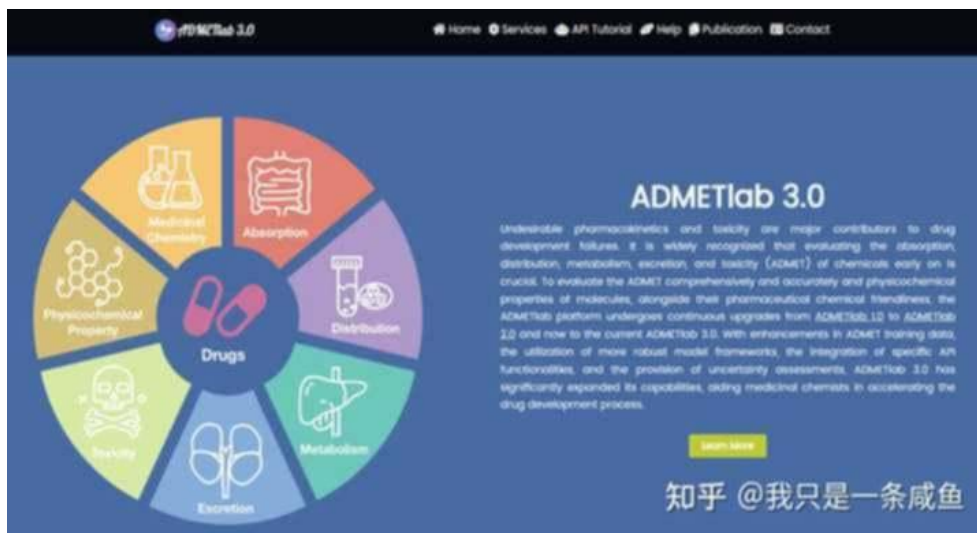 ADMETlab 3.0
Home Services API Tutorial Help Publication Contact
Medicinal
Chemistry
Absorption
Physicochemical
Property
Distribution
Drugs
Toxicity
Metabolism
Excretion
ADMETlab 3.0
Undesirable pharmacokinetics and toxicity are major contributors to drug
development failures. It is widely recognized that evaluating the absorption,
distribution, metabolism, excretion, and toxicity (ADMET) of chemicals early on is
crucial. To evaluate the ADMET comprehensively and accurately and physicochemical
properties of molecules, alongside their pharmaceutical chemical friendliness, the
ADMETlab platform undergoes continuous upgrades from ADMETlab 1.0 to ADMETlab
2.0 and now to the current ADMETlab 3.0. With enhancements in ADMET training data,
the utilization of more robust model frameworks, the integration of specific API
functionalities, and the provision of uncertainty assessments, ADMETlab 3.0 has
significantly expanded its capabilities, aiding medicinal chemists in accelerating the
drug development process.
Learn More
知乎 @我只是一条咸鱼